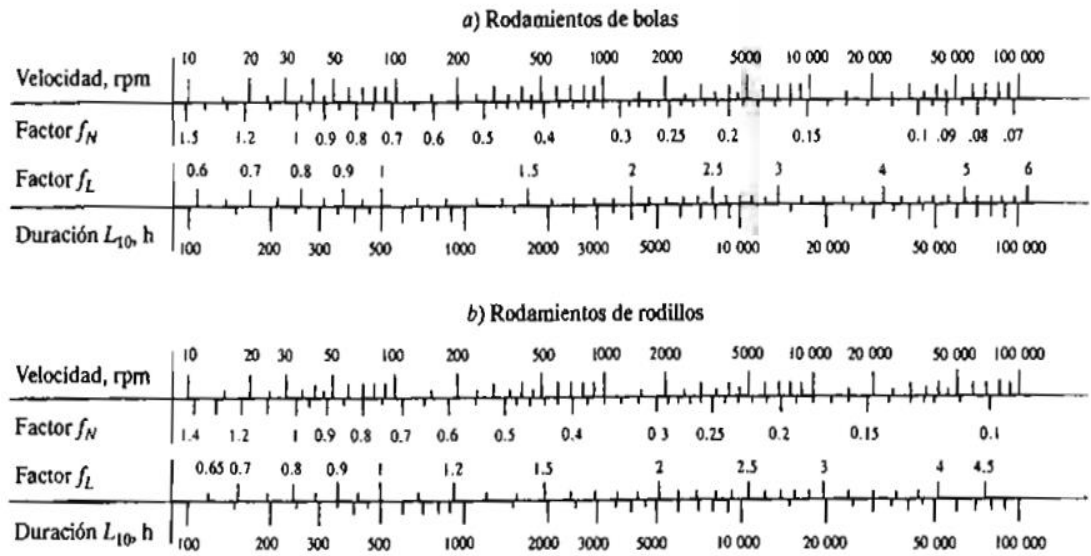 a) Rodamientos de bolas
10 20 30 50 100 200 500 1000 2000 5000 10 000 20 000 50 000 100 000
Velocidad, rpm
Factor fN
1.5 1.2 1 0.9 0.8 0.7 0.6 0.5 0.4 0.3 0.25 0.2 0.15 0.1 .09 .08 .07
0.6 0.7 0.8 0.9 1 1.5 2 2.5 3 4 5 6
Factor fL
Duración L10, h
100 200 300 500 1000 2000 3000 5000 10 000 20 000 50 000 100 000
b) Rodamientos de rodillos
10 20 30 50 100 200 500 1000 2000 5000 10 000 20 000 50 000 100 000
Velocidad, rpm
Factor fN
1.4 1.2 1 0.9 0.8 0.7 0.6 0.5 0.4 0 3 0.25 0.2 0.15 0.1
0.65 0.7 0.8 0.9 1 1.2 1.5 2 2.5 3 4 4.5
Factor fL
Duración L10, h
100 200 300 500 1000 2000 3000 5000 10 000 20 000 50 000 100 000